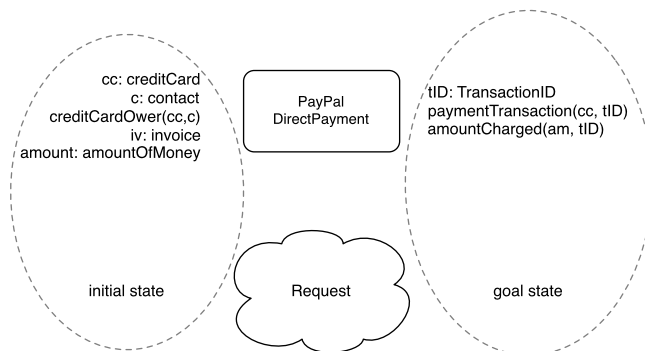 cc: creditCard
c: contact
creditCardOwer(cc,c)
iv: invoice
amount: amountOfMoney
PayPal
DirectPayment
tID: TransactionID
paymentTransaction(cc, tID)
amountCharged(am, tID)
initial state
Request
goal state